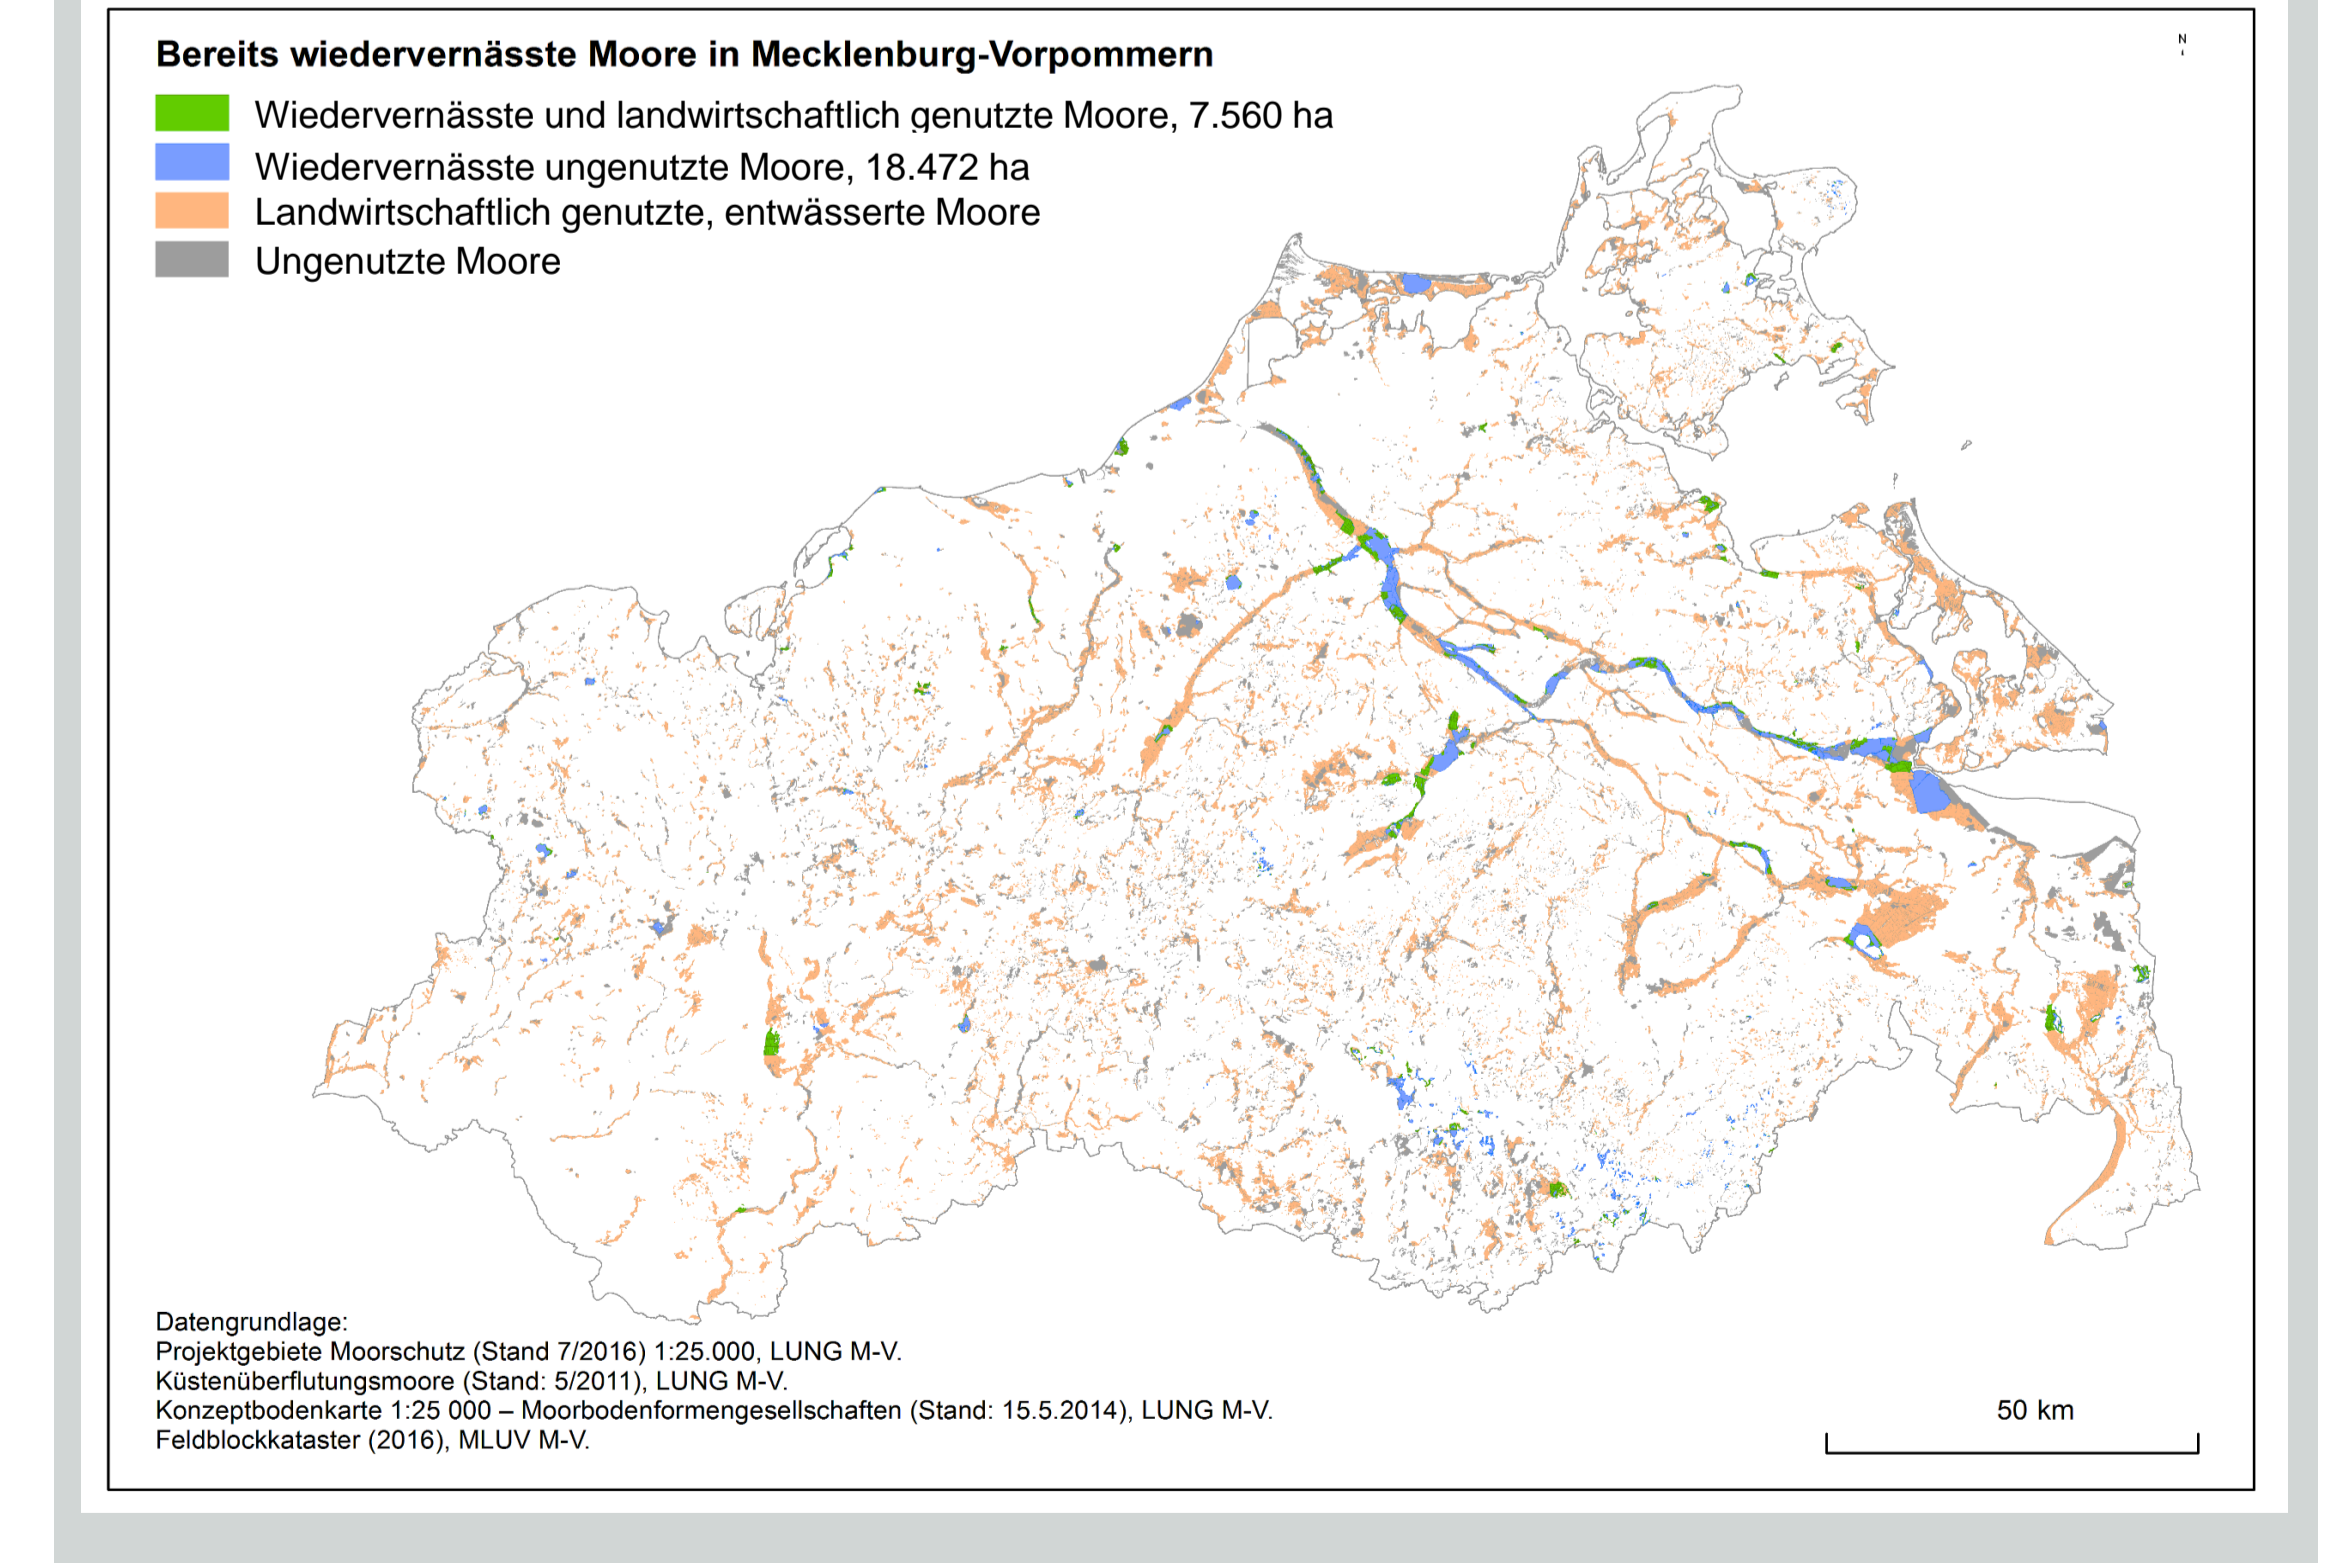 Bereits wiedervernässte Moore in Mecklenburg-Vorpommern
N
Wiedervernässte und landwirtschaftlich genutzte Moore, 7.560 ha
Wiedervernässte ungenutzte Moore, 18.472 ha
Landwirtschaftlich genutzte, entwässerte Moore
Ungenutzte Moore
Datengrundlage:
Projektgebiete Moorschutz (Stand 7/2016) 1:25.000, LUNG M-V.
Küstenüberflutungsmoore (Stand: 5/2011), LUNG M-V.
Konzeptbodenkarte 1:25 000 – Moorbodenformengesellschaften (Stand: 15.5.2014), LUNG M-V.
Feldblockkataster (2016), MLUV M-V.
50 km